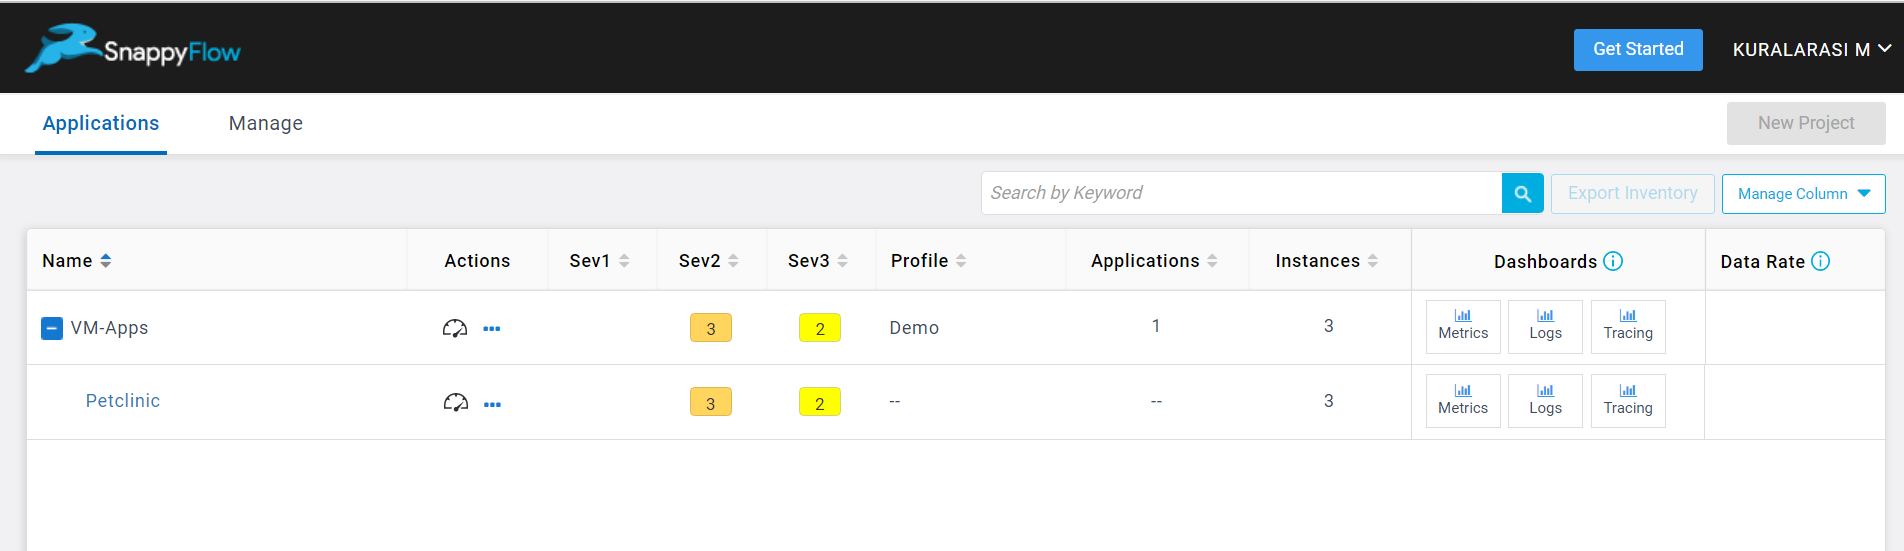 SnappyFlow
Get Started
KURALARASI M
Applications
Manage
New Project
Search by Keyword
Export Inventory
Manage Column
Name Actions Sev1 Sev2 Sev3 Profile Applications Instances Dashboards Data Rate
VM-Apps 3 2 Demo 1 3 Metrics Logs Tracing
Petclinic 3 2 -- -- 3 Metrics Logs Tracing